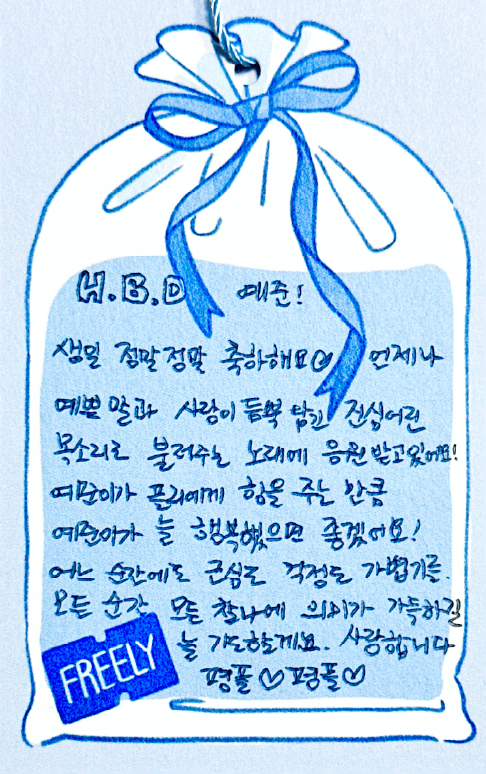 H.B.D 예준!
생일 정말정말 축하해요♡ 언제나
예쁜 말과 사랑이 듬뿍 담긴 진심어린
목소리로 불러주는 노래에 응원받고있어요!
예준이가 플리에게 힘을 주는 만큼
예준이가 늘 행복했으면 좋겠어요!
어느 순간에도 근심도 걱정도 가볍기를.
모든 순간 모든 찰나에 의미가 가득하길
늘 기도할게요. 사랑합니다
평플♡평플♡
FREELY